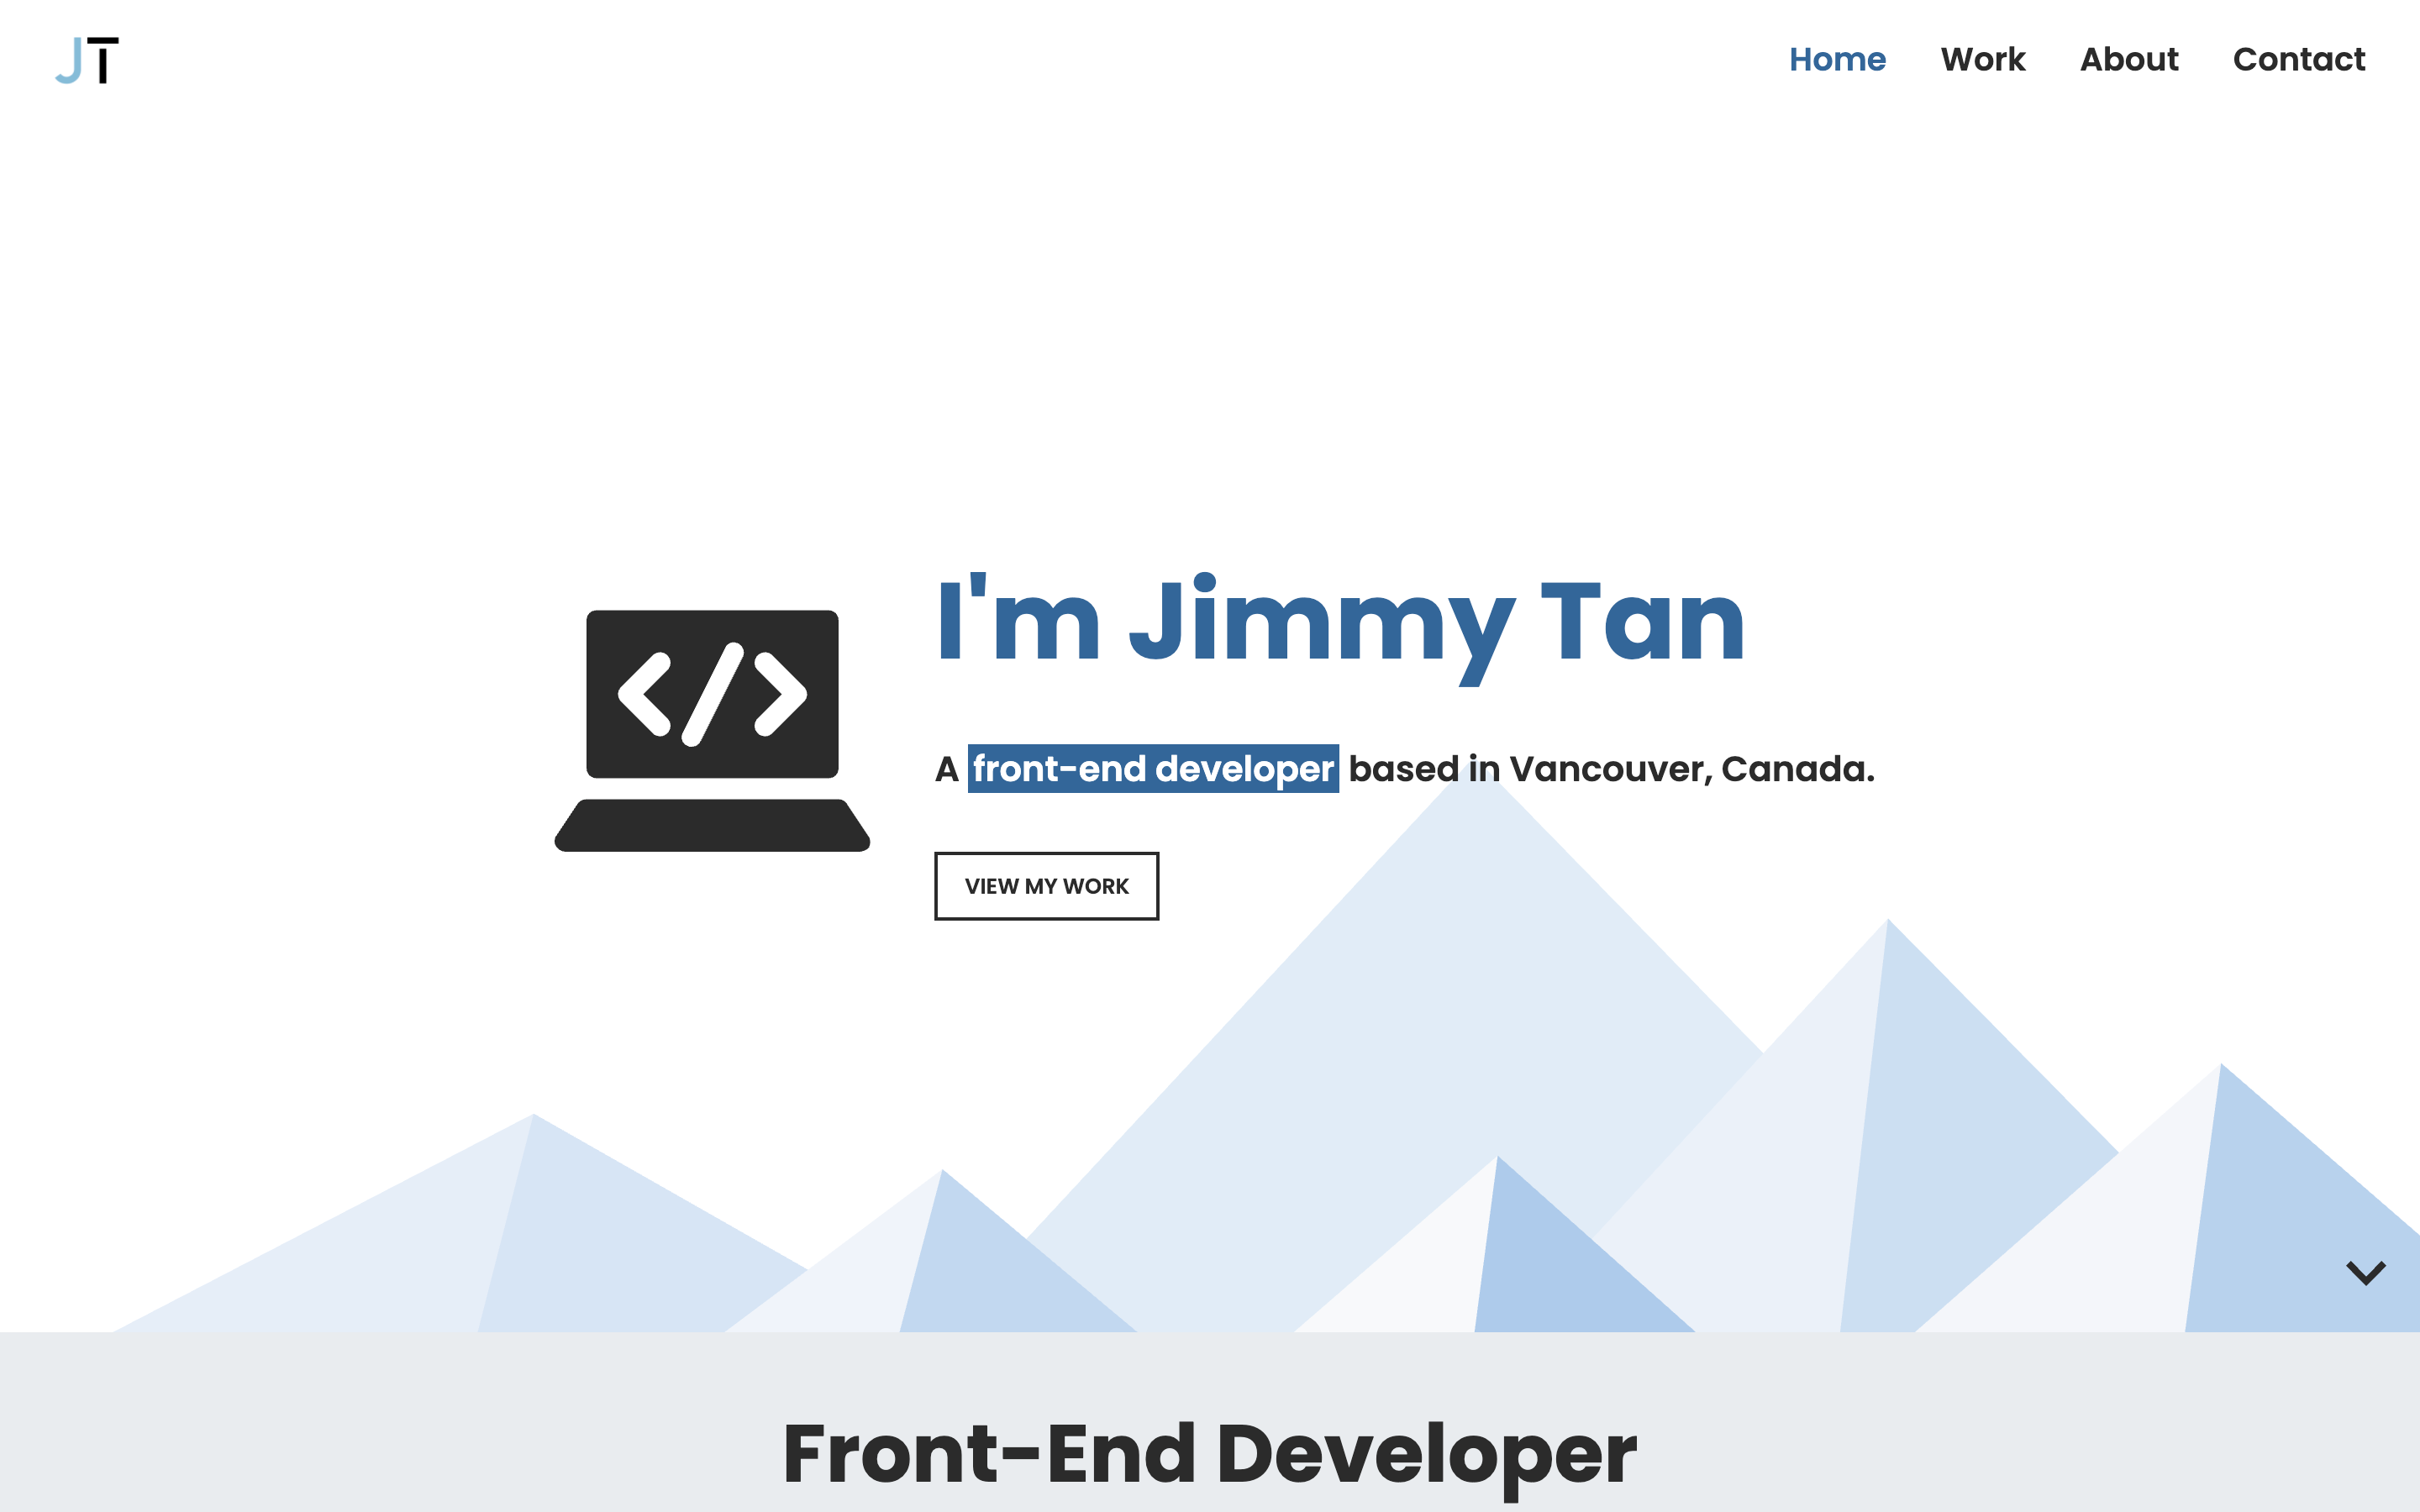 JT
Home Work About Contact
I'm Jimmy Tan
A front-end developer based in Vancouver, Canada.
VIEW MY WORK
Front-End Developer